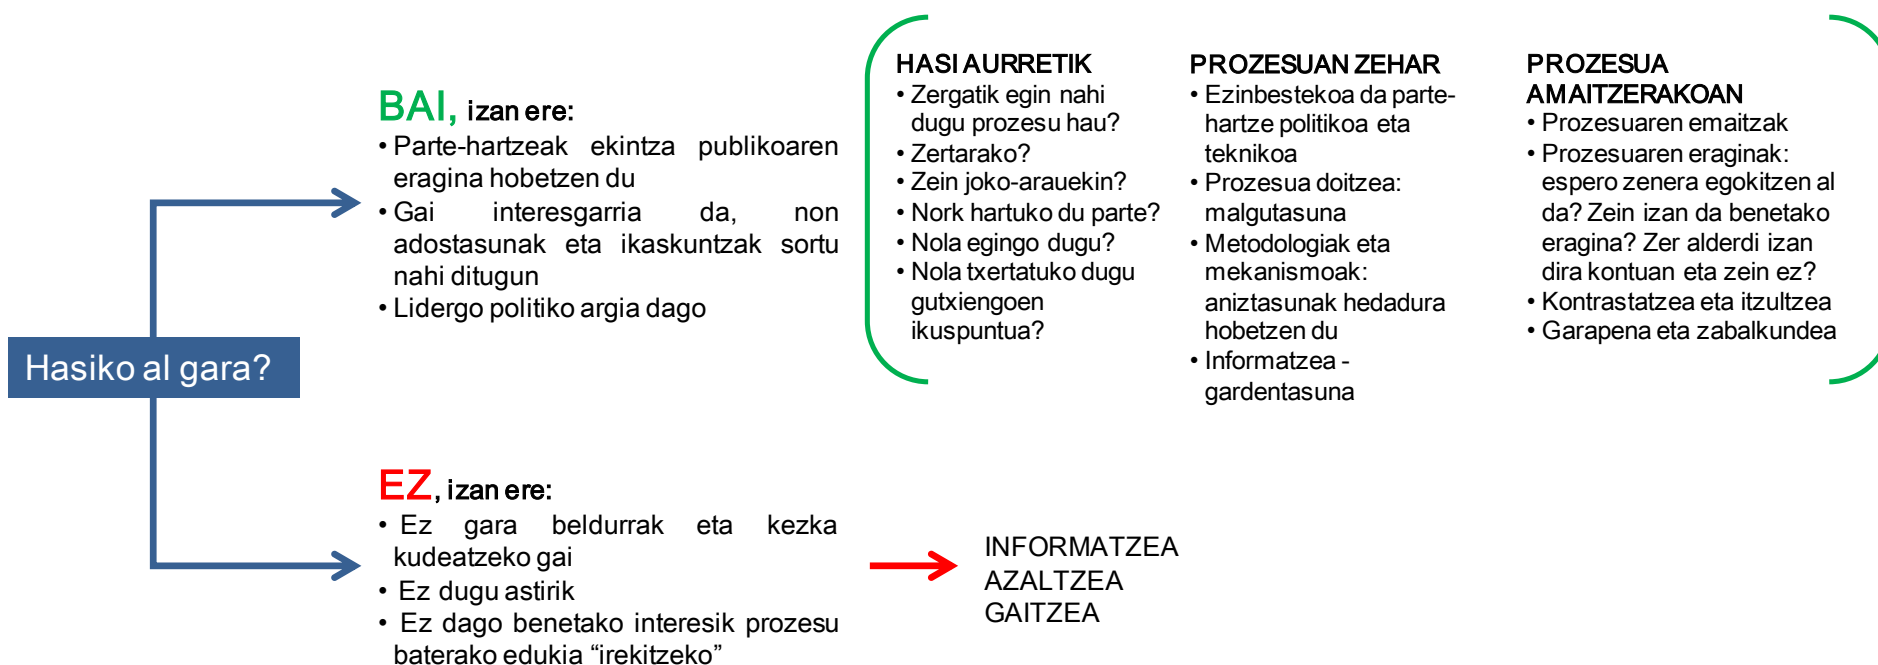 Hasiko al gara?
BAI, izan ere:
• Parte-hartzeak ekintza publikoaren
eragina hobetzen du
• Gai interesgarria da, non
adostasunak eta ikaskuntzak sortu
nahi ditugun
• Lidergo politiko argia dago
HASI AURRETIK
• Zergatik egin nahi
dugu prozesu hau?
• Zertarako?
• Zein joko-arauekin?
• Nork hartuko du parte?
• Nola egingo dugu?
• Nola txertatuko dugu
gutxiengoen
ikuspuntua?
PROZESUAN ZEHAR
• Ezinbestekoa da parte-
hartze politikoa eta
teknikoa
• Prozesua doitzea:
malgutasuna
• Metodologiak eta
mekanismoak:
aniztasunak hedadura
hobetzen du
• Informatzea -
gardentasuna
PROZESUA
AMAITZERAKOAN
• Prozesuaren emaitzak
• Prozesuaren eraginak:
espero zenera egokitzen al
da? Zein izan da benetako
eragina? Zer alderdi izan
dira kontuan eta zein ez?
• Kontrastatzea eta itzultzea
• Garapena eta zabalkundea
EZ, izan ere:
• Ez gara beldurrak eta kezka
kudeatzeko gai
• Ez dugu astirik
• Ez dago benetako interesik prozesu
baterako edukia “irekitzeko”
INFORMATZEA
AZALTZEA
GAITZEA